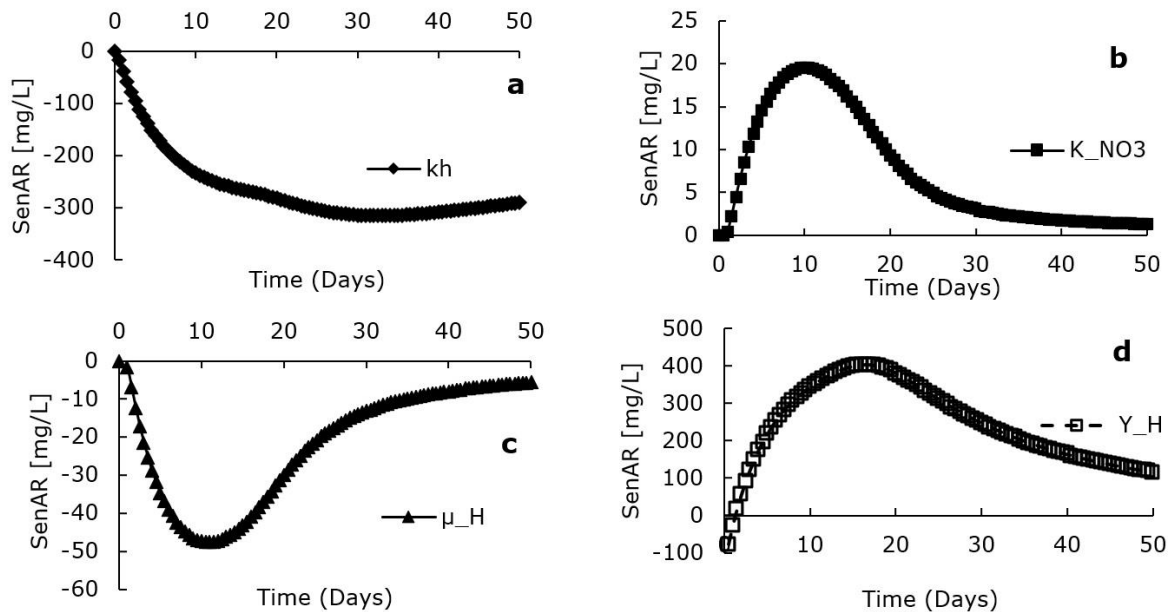 0 10 20 30 40 50
0
-100
-200
-300
-400
SenAR [mg/L]
a
kh
Time (Days)
25
20
15
10
5
0
SenAR [mg/L]
b
K_NO3
0 10 20 30 40 50
Time (Days)
0 10 20 30 40 50
0
-10
-20
-30
-40
-50
-60
SenAR [mg/L]
c
µ_H
Time (Days)
500
400
300
200
100
0
-100
SenAR [mg/L]
d
Y_H
0 10 20 30 40 50
Time (Days)